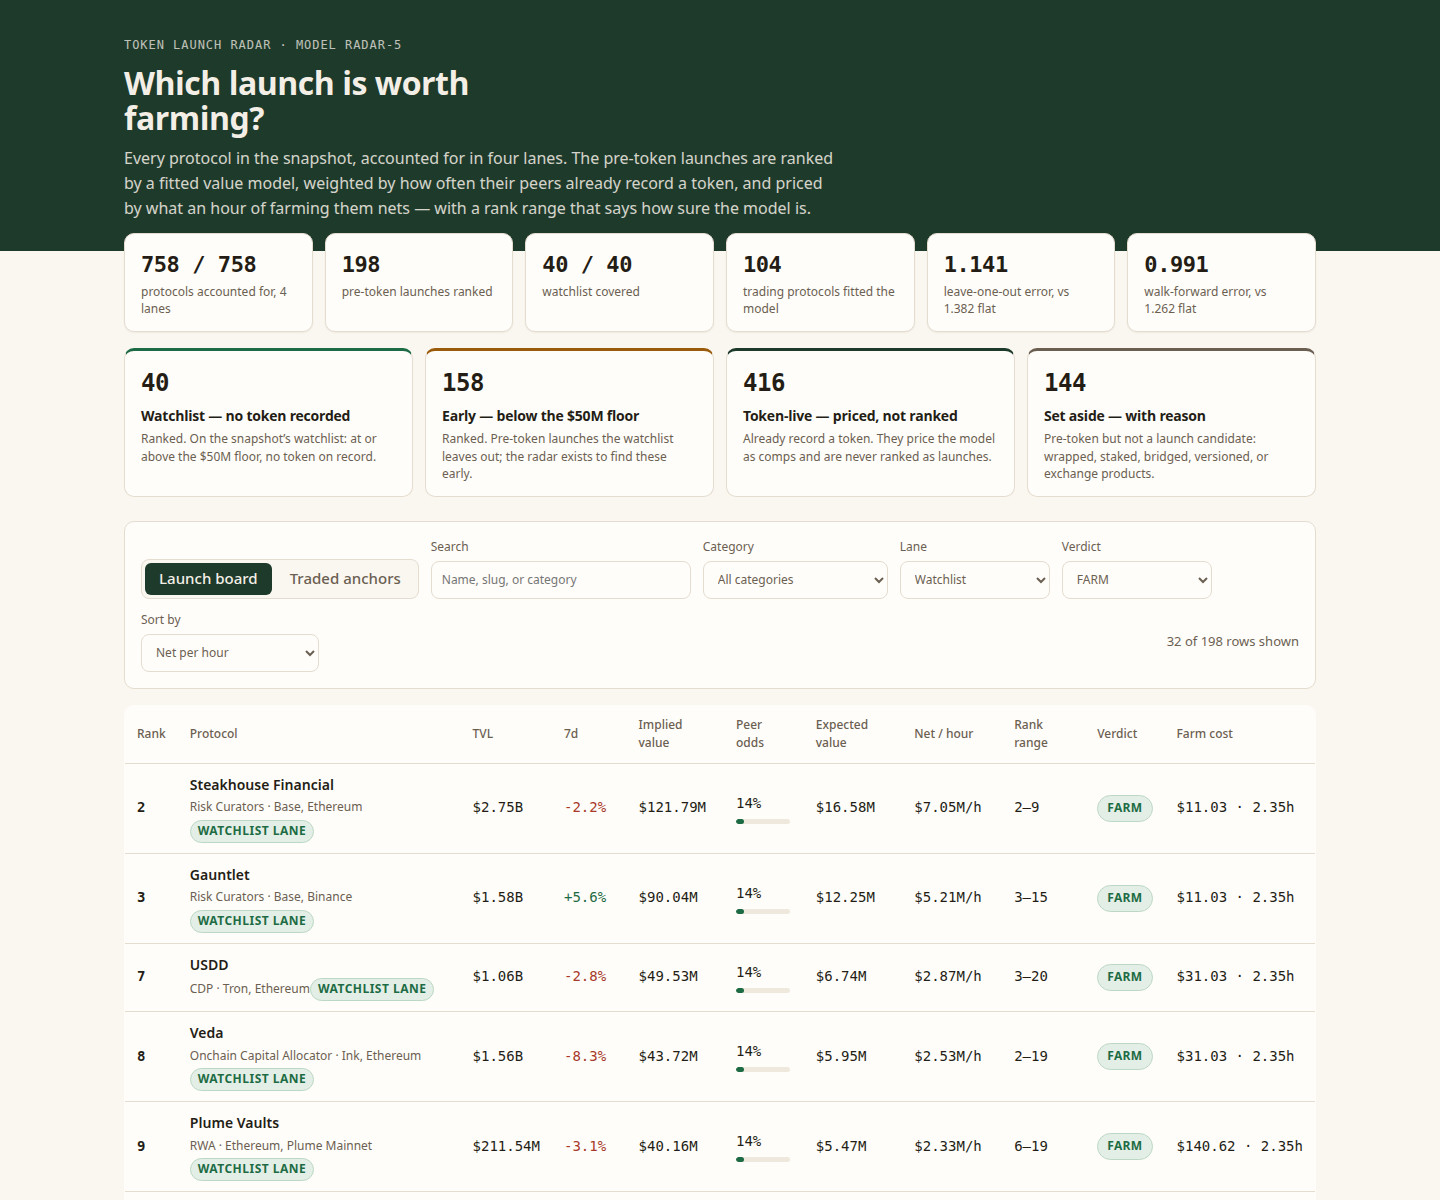 TOKEN LAUNCH RADAR · MODEL RADAR-5
Which launch is worth
farming?
Every protocol in the snapshot, accounted for in four lanes. The pre-token launches are ranked
by a fitted value model, weighted by how often their peers already record a token, and priced
by what an hour of farming them nets — with a rank range that says how sure the model is.
758 / 758
protocols accounted for, 4
lanes
198
pre-token launches ranked
40 / 40
watchlist covered
104
trading protocols fitted the
model
1.141
leave-one-out error, vs
1.382 flat
0.991
walk-forward error, vs
1.262 flat
40
Watchlist — no token recorded
Ranked. On the snapshot's watchlist: at or
above the $50M floor, no token on record.
158
Early — below the $50M floor
Ranked. Pre-token launches the watchlist
leaves out; the radar exists to find these
early.
416
Token-live — priced, not ranked
Already record a token. They price the model
as comps and are never ranked as launches.
144
Set aside — with reason
Pre-token but not a launch candidate:
wrapped, staked, bridged, versioned, or
exchange products.
Launch board
Traded anchors
Search
Name, slug, or category
Category
All categories
Lane
Watchlist
Verdict
FARM
Sort by
Net per hour
32 of 198 rows shown
Rank Protocol TVL 7d Implied value Peer odds Expected value Net / hour Rank range Verdict Farm cost
Steakhouse Financial
Risk Curators · Base, Ethereum
WATCHLIST LANE
2 $2.75B -2.2% $121.79M 14% $16.58M $7.05M/h 2–9 FARM $11.03 · 2.35h
Gauntlet
Risk Curators · Base, Binance
WATCHLIST LANE
3 $1.58B +5.6% $90.04M 14% $12.25M $5.21M/h 3–15 FARM $11.03 · 2.35h
USDD
CDP · Tron, Ethereum WATCHLIST LANE
7 $1.06B -2.8% $49.53M 14% $6.74M $2.87M/h 3–20 FARM $31.03 · 2.35h
Veda
Onchain Capital Allocator · Ink, Ethereum
WATCHLIST LANE
8 $1.56B -8.3% $43.72M 14% $5.95M $2.53M/h 2–19 FARM $31.03 · 2.35h
Plume Vaults
RWA · Ethereum, Plume Mainnet
WATCHLIST LANE
9 $211.54M -3.1% $40.16M 14% $5.47M $2.33M/h 6–19 FARM $140.62 · 2.35h